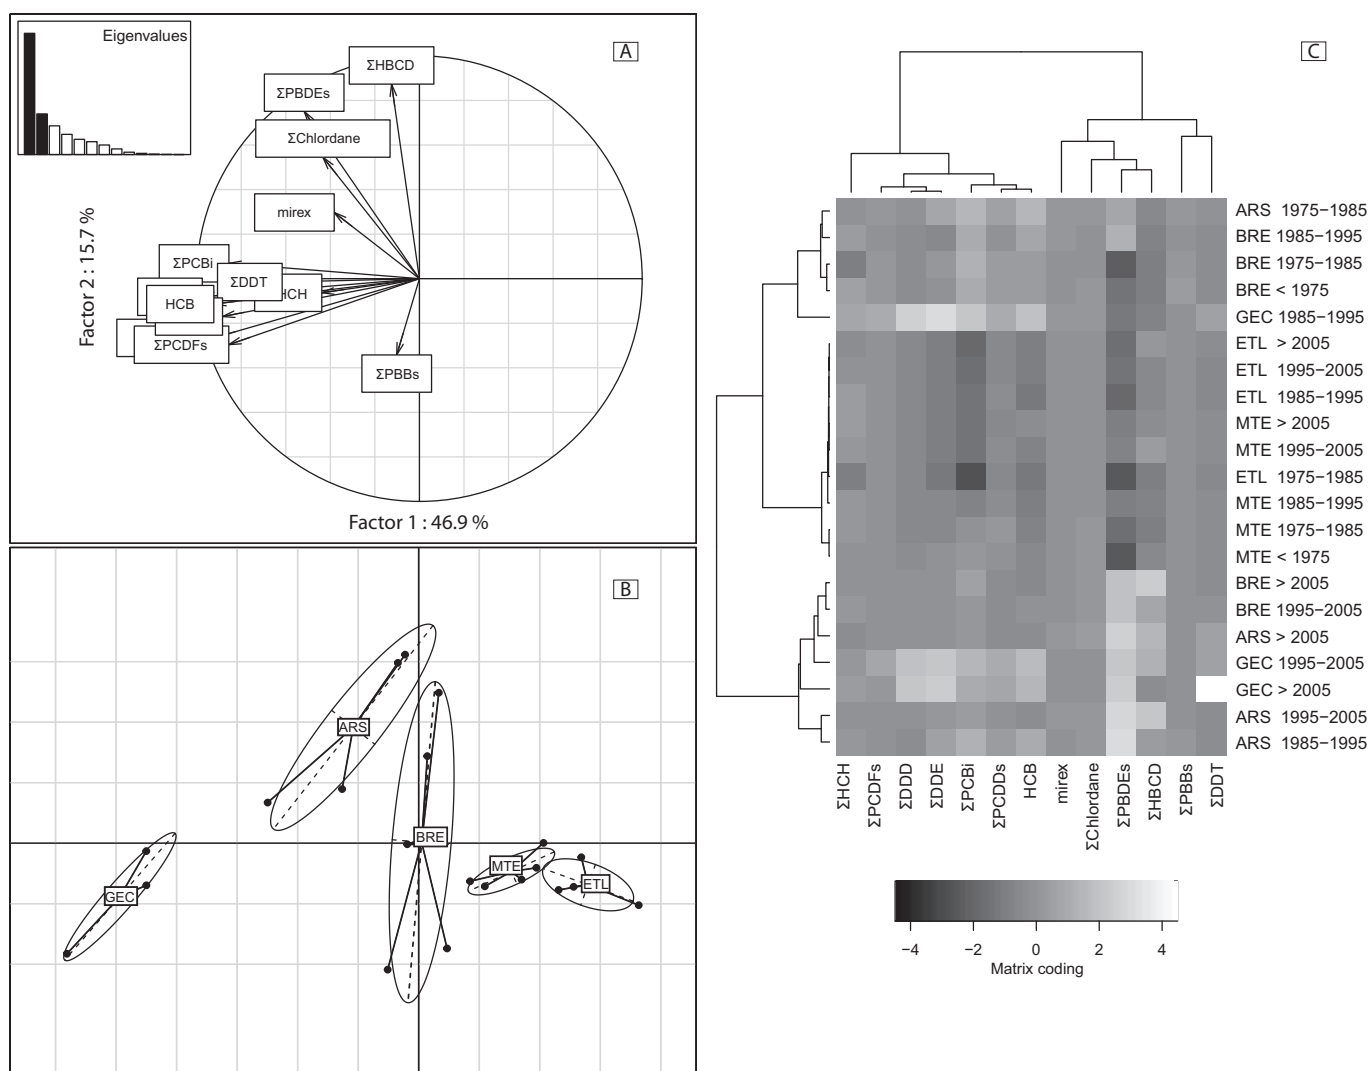 Eigenvalues
A
ΣHBCD
ΣPBDEs
ΣChlordane
mirex
ΣPCBi
ΣDDT
HCH
HCB
ΣPCDFs
ΣPBBs
Factor 2 : 15.7 %
Factor 1 : 46.9 %
B
ARS
BRE
MTE
ETL
GEC
C
ARS 1975−1985
BRE 1985−1995
BRE 1975−1985
BRE < 1975
GEC 1985−1995
ETL > 2005
ETL 1995−2005
ETL 1985−1995
MTE > 2005
MTE 1995−2005
ETL 1975−1985
MTE 1985−1995
MTE 1975−1985
MTE < 1975
BRE > 2005
BRE 1995−2005
ARS > 2005
GEC 1995−2005
GEC > 2005
ARS 1995−2005
ARS 1985−1995
ΣHCH
ΣPCDFs
ΣDDD
ΣDDE
ΣPCBi
ΣPCDDs
HCB
mirex
ΣChlordane
ΣPBDEs
ΣHBCD
ΣPBBs
ΣDDT
−4 −2 0 2 4
Matrix coding